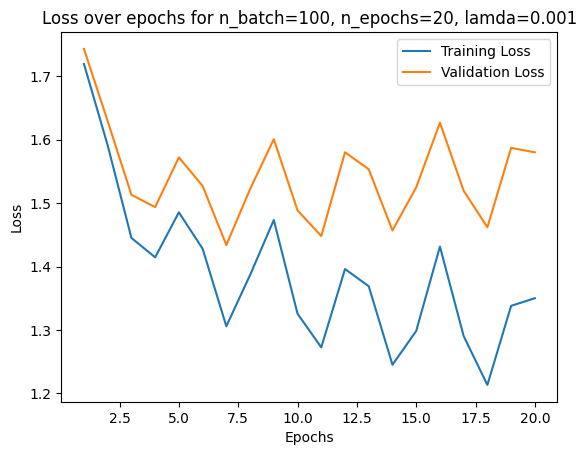 Loss over epochs for n_batch=100, n_epochs=20, lamda=0.001
Training Loss
Validation Loss
1.7
1.6
1.5
1.4
1.3
1.2
Loss
2.5 5.0 7.5 10.0 12.5 15.0 17.5 20.0
Epochs